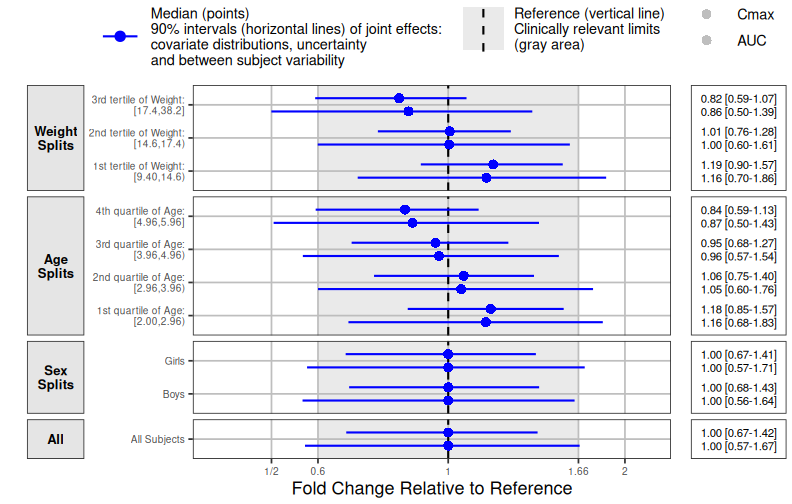 Median (points)
90% intervals (horizontal lines) of joint effects:
covariate distributions, uncertainty
and between subject variability
Reference (vertical line)
Clinically relevant limits
(gray area)
Cmax
AUC
Weight
Splits
3rd tertile of Weight:
[17.4,38.2]
2nd tertile of Weight:
[14.6,17.4)
1st tertile of Weight:
[9.40,14.6)
0.82 [0.59-1.07]
0.86 [0.50-1.39]
1.01 [0.76-1.28]
1.00 [0.60-1.61]
1.19 [0.90-1.57]
1.16 [0.70-1.86]
Age
Splits
4th quartile of Age:
[4.96,5.96]
3rd quartile of Age:
[3.96,4.96)
2nd quartile of Age:
[2.96,3.96)
1st quartile of Age:
[2.00,2.96)
0.84 [0.59-1.13]
0.87 [0.50-1.43]
0.95 [0.68-1.27]
0.96 [0.57-1.54]
1.06 [0.75-1.40]
1.05 [0.60-1.76]
1.18 [0.85-1.57]
1.16 [0.68-1.83]
Sex
Splits
Girls
Boys
1.00 [0.67-1.41]
1.00 [0.57-1.71]
1.00 [0.68-1.43]
1.00 [0.56-1.64]
All
All Subjects
1.00 [0.67-1.42]
1.00 [0.57-1.67]
1/2 0.6 1 1.66 2
Fold Change Relative to Reference